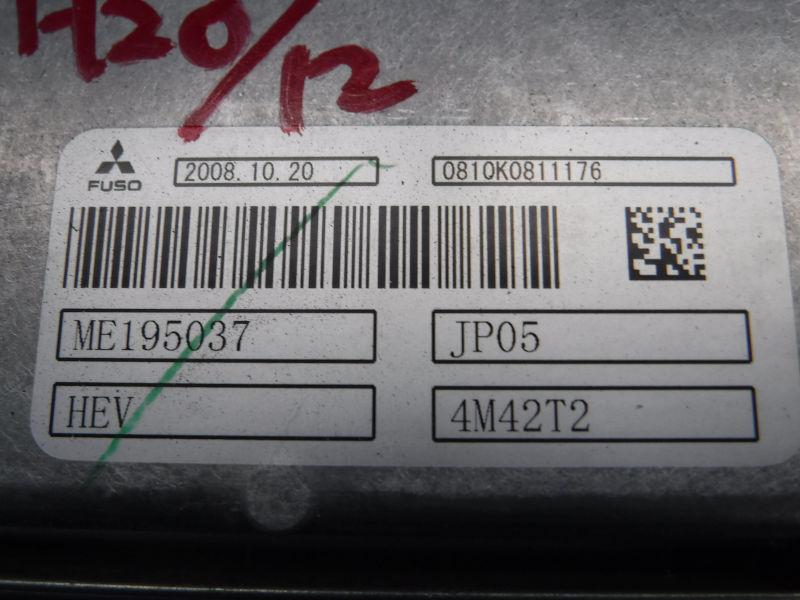 H20/12
FUSO
2008.10.20
0810K0811176
ME195037
JP05
HEV
4M42T2